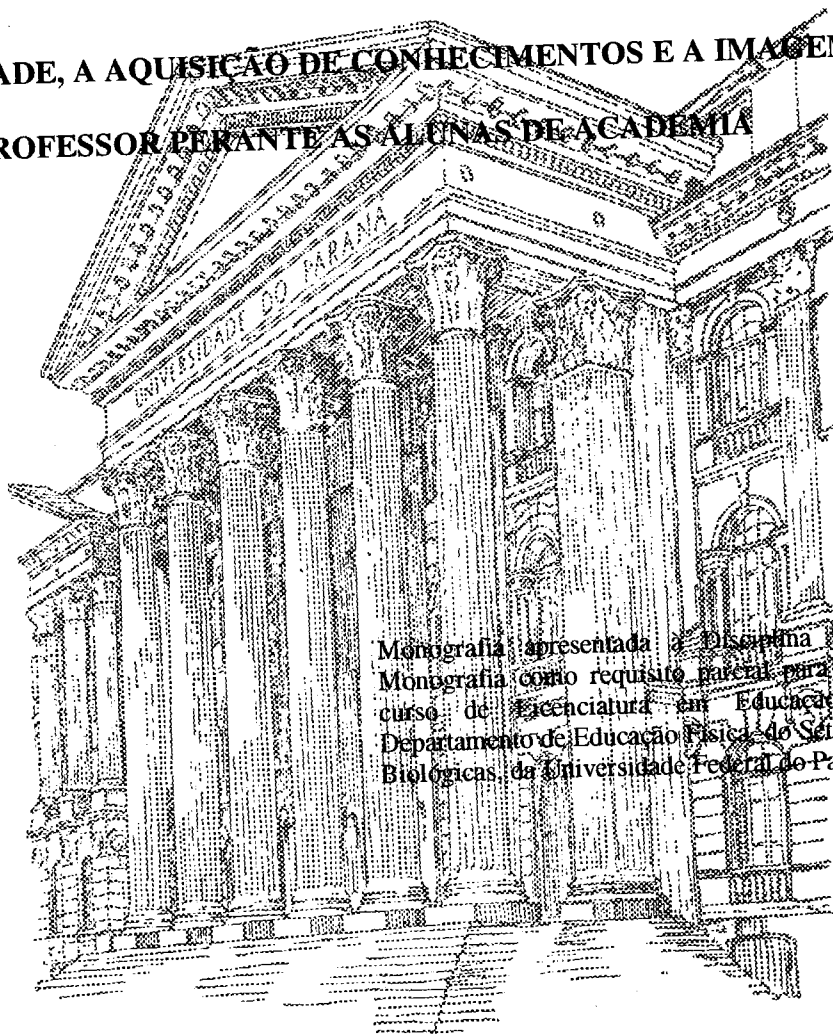 ADE, A AQUISIÇÃO DE CONHECIMENTOS E A IMAGEM
ROFESSOR PERANTE AS ALUNAS DE ACADEMIA
UNIVERSIDADE DO PARANÁ
Monografia apresentada à Disciplina
Monografia como requisito parcial para
curso de Licenciatura em Educação
Departamento de Educação Física, do Set
Biológicas, da Universidade Federal do Pa